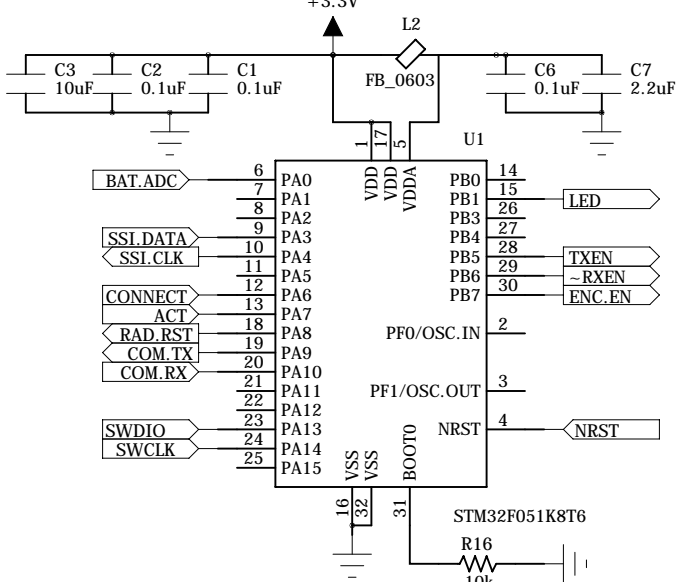 +3.3V
L2
FB_0603
C3
10uF
C2
0.1uF
C1
0.1uF
C6
0.1uF
C7
2.2uF
U1
1
17
5
VDD
VDD
VDDA
BAT.ADC
6
PA0
7
PA1
8
PA2
SSI.DATA
9
PA3
SSI.CLK
10
PA4
11
PA5
CONNECT
12
PA6
ACT
13
PA7
RAD.RST
18
PA8
COM.TX
19
PA9
COM.RX
20
PA10
21
PA11
22
PA12
SWDIO
23
PA13
SWCLK
24
PA14
25
PA15
PB0
14
PB1
15
LED
PB3
26
PB4
27
PB5
28
TXEN
PB6
29
~RXEN
PB7
30
ENC.EN
PF0/OSC.IN
2
PF1/OSC.OUT
3
NRST
4
NRST
VSS
VSS
BOOT0
16
32
31
STM32F051K8T6
R16
10k